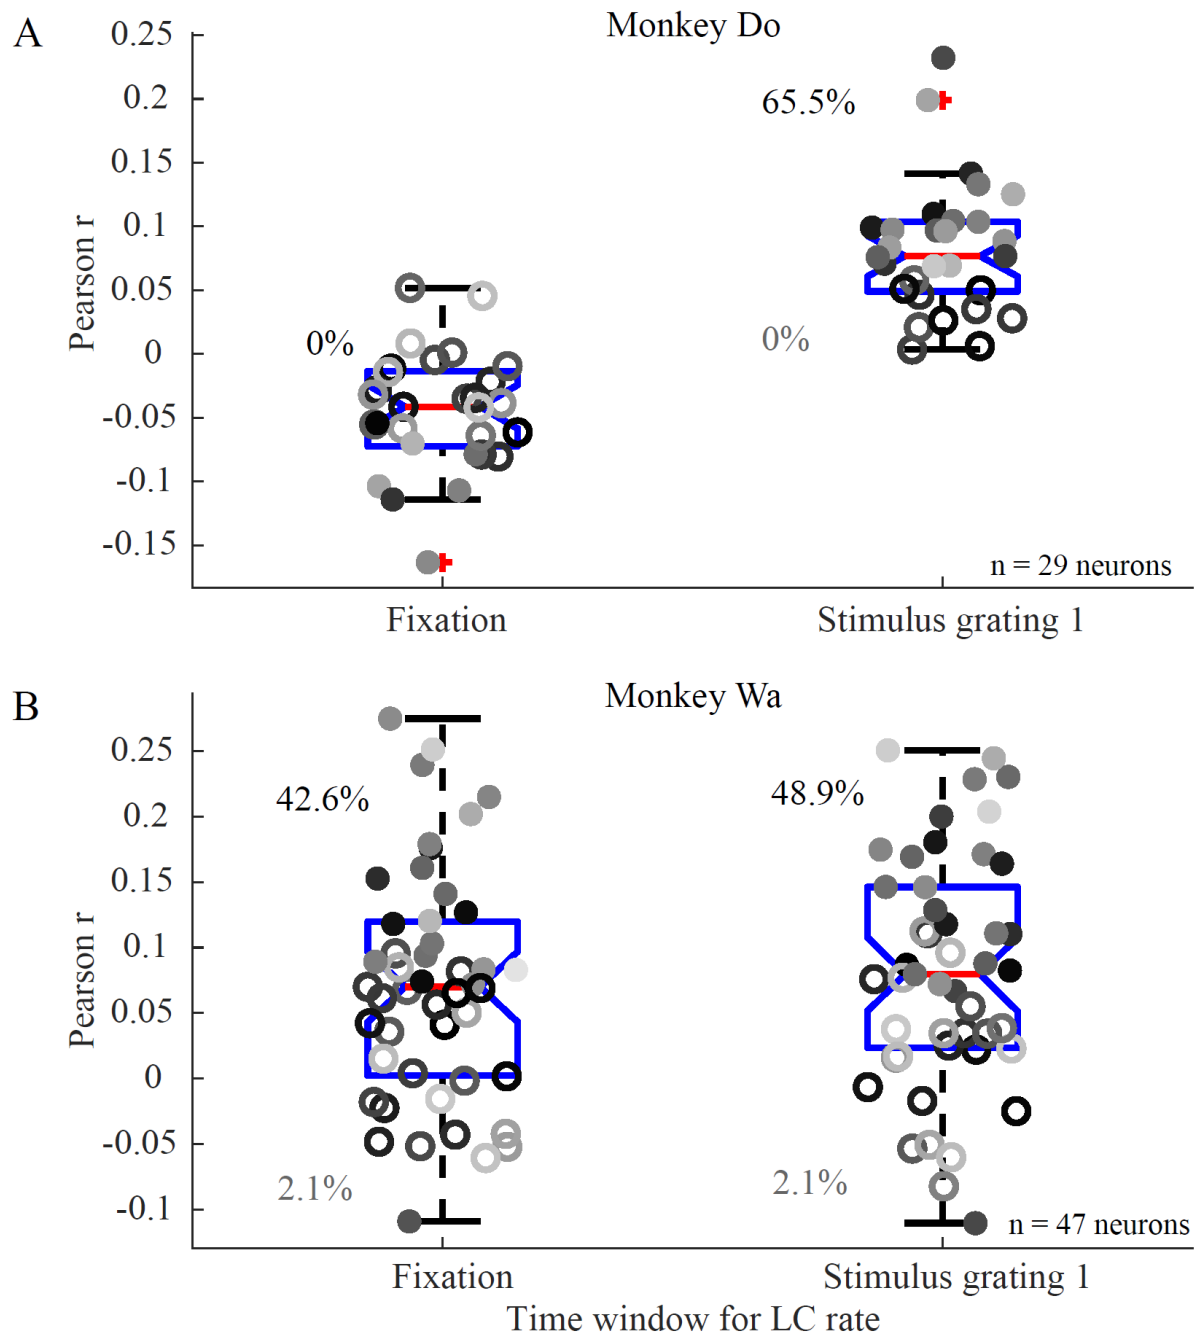 A
Monkey Do
0.25
0.2
0.15
0.1
0.05
0
-0.05
-0.1
-0.15
Pearson r
65.5%
0%
0%
n = 29 neurons
Fixation
Stimulus grating 1
B
Monkey Wa
0.25
0.2
0.15
0.1
0.05
0
-0.05
-0.1
Pearson r
42.6%
48.9%
2.1%
2.1%
n = 47 neurons
Fixation
Stimulus grating 1
Time window for LC rate